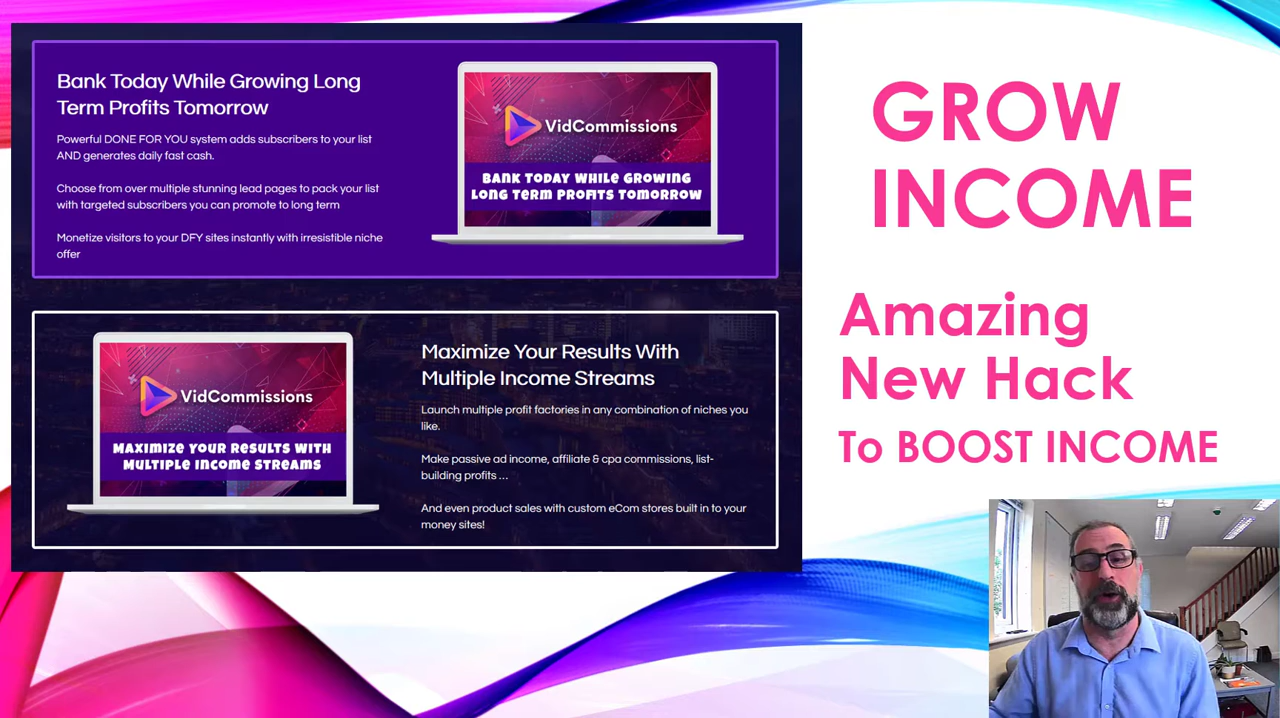 Bank Today While Growing Long
Term Profits Tomorrow
Powerful DONE FOR YOU system adds subscribers to your list
AND generates daily fast cash.
Choose from over multiple stunning lead pages to pack your list
with targeted subscribers you can promote to long term
Monetize visitors to your DFY sites instantly with irresistible niche
offer
VidCommissions
BANK TODAY WHILE GROWING
LONG TERM PROFITS TOMORROW
VidCommissions
MAXIMIZE YOUR RESULTS WITH
MULTIPLE INCOME STREAMS
Maximize Your Results With
Multiple Income Streams
Launch multiple profit factories in any combination of niches you
like.
Make passive ad income, affiliate & cpa commissions, list-
building profits ...
And even product sales with custom eCom stores built in to your
money sites!
GROW
INCOME
Amazing
New Hack
To BOOST INCOME